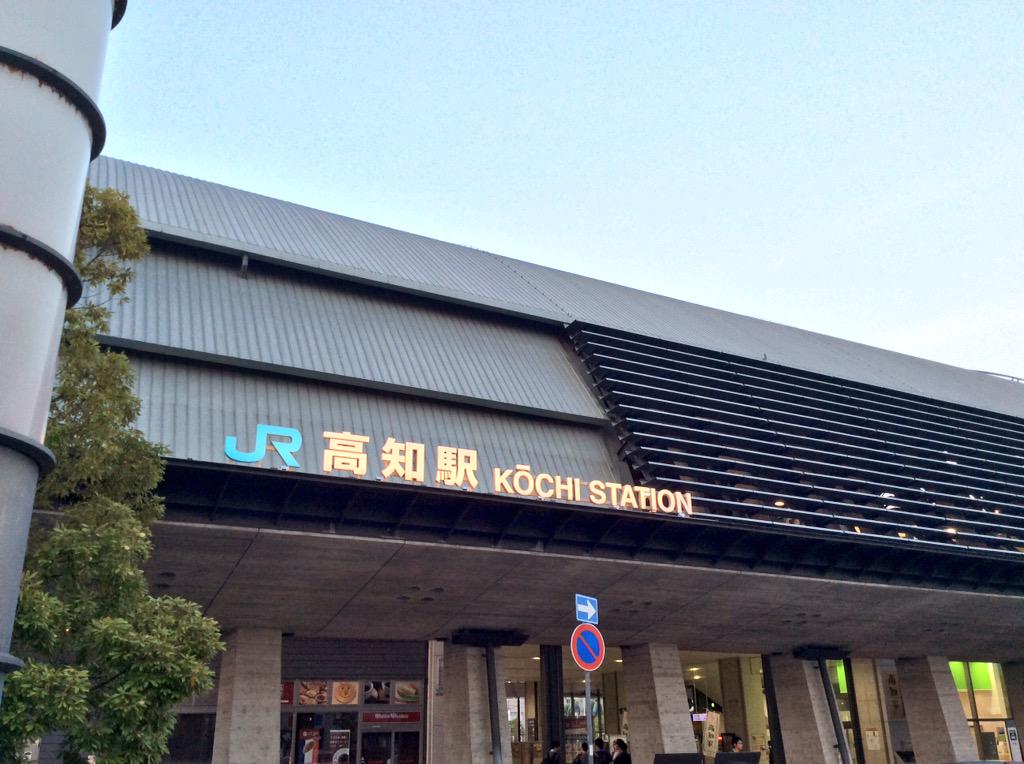 JR 高知駅 KŌCHI STATION